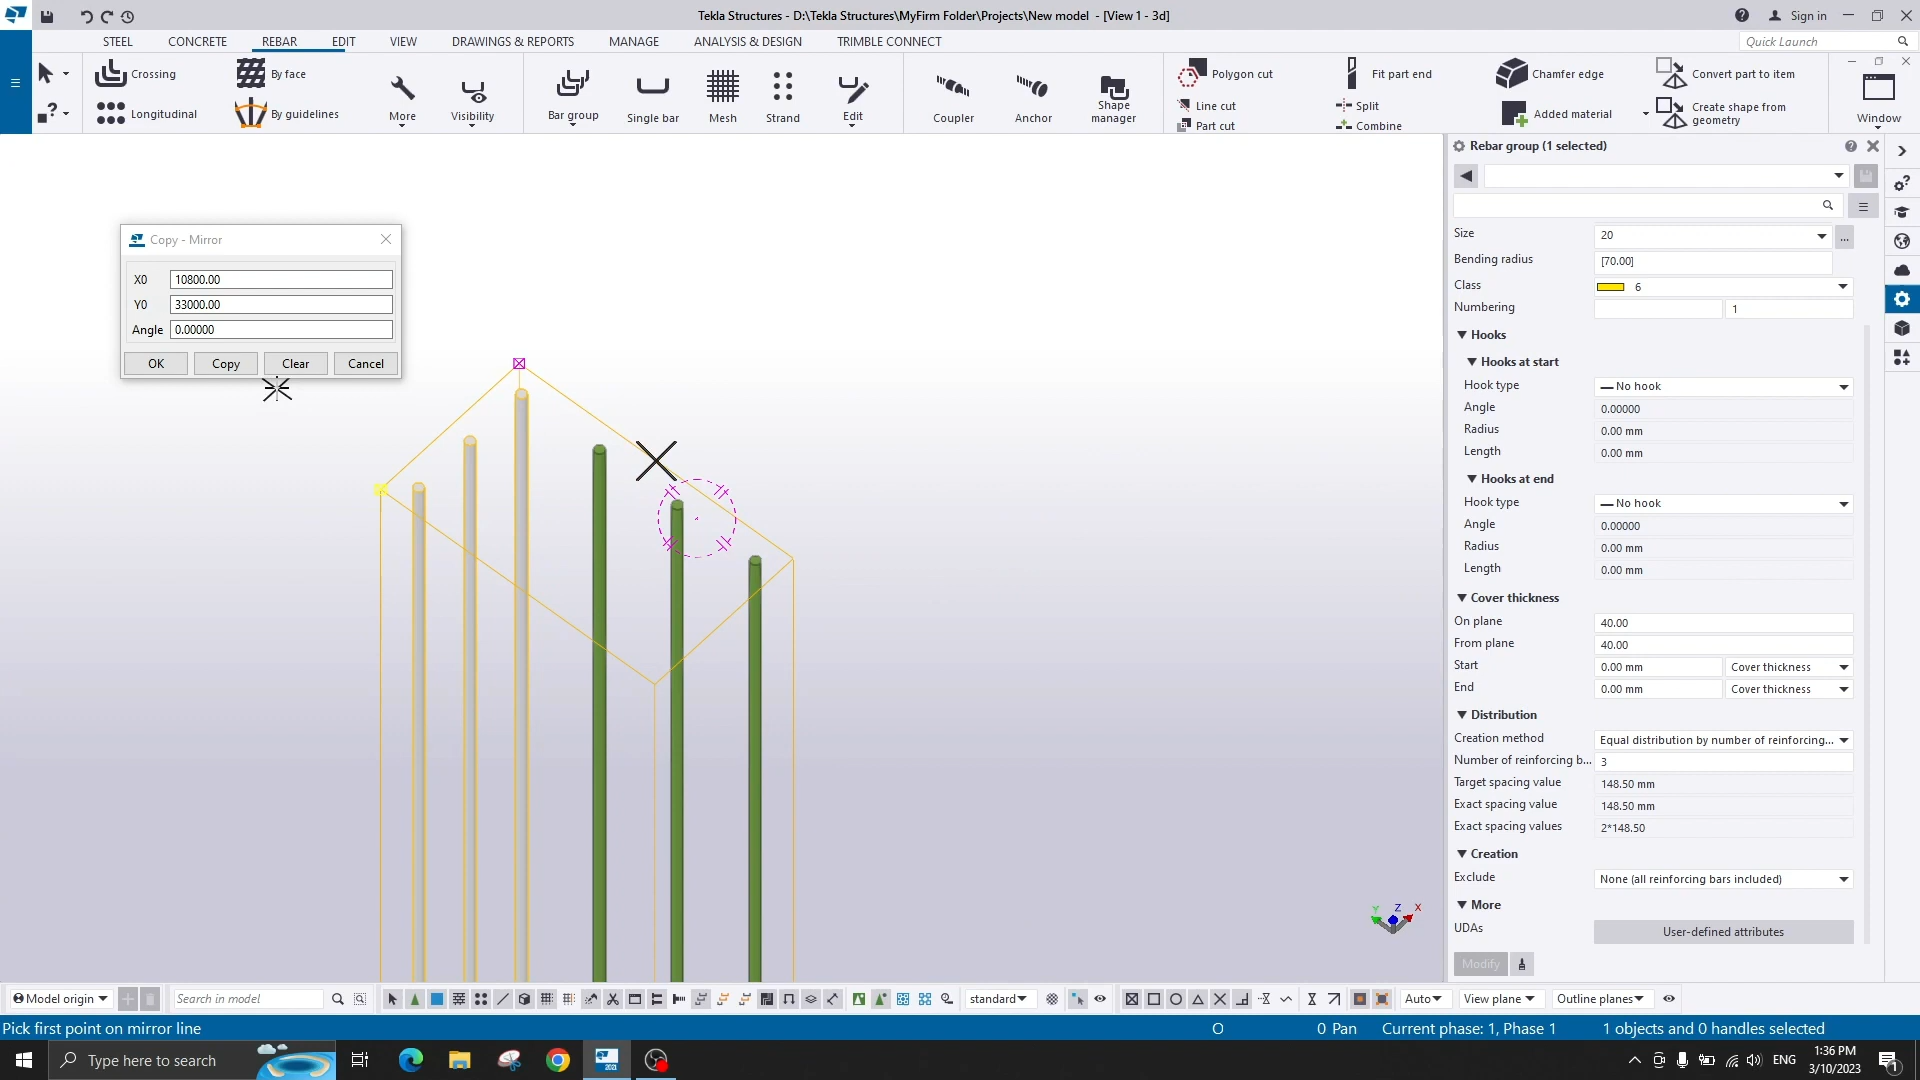 Tekla Structures - D:\Tekla Structures\MyFirm Folder\Projects\New model - [View 1 - 3d]
Sign in
STEEL CONCRETE REBAR EDIT VIEW DRAWINGS & REPORTS MANAGE ANALYSIS & DESIGN TRIMBLE CONNECT
Quick Launch
Crossing
Longitudinal
By face
By guidelines
More
Visibility
Bar group
Single bar
Mesh
Strand
Edit
Coupler
Anchor
Shape manager
Polygon cut
Line cut
Part cut
Fit part end
Split
Combine
Chamfer edge
Added material
Convert part to item
Create shape from geometry
Window
Copy - Mirror
X0 10800.00
Y0 33000.00
Angle 0.00000
OK Copy Clear Cancel
Rebar group (1 selected)
Size 20 ...
Bending radius [70.00]
Class 6
Numbering 1
Hooks
Hooks at start
Hook type No hook
Angle 0.00000
Radius 0.00 mm
Length 0.00 mm
Hooks at end
Hook type No hook
Angle 0.00000
Radius 0.00 mm
Length 0.00 mm
Cover thickness
On plane 40.00
From plane 40.00
Start 0.00 mm Cover thickness
End 0.00 mm Cover thickness
Distribution
Creation method Equal distribution by number of reinforcing...
Number of reinforcing b... 3
Target spacing value 148.50 mm
Exact spacing value 148.50 mm
Exact spacing values 2*148.50
Creation
Exclude None (all reinforcing bars included)
More
UDAs User-defined attributes
Modify
Y Z X
Model origin Search in model standard Auto View plane Outline planes
Pick first point on mirror line O 0 Pan Current phase: 1, Phase 1 1 objects and 0 handles selected
Type here to search
2021
ENG
1:36 PM
3/10/2023
1